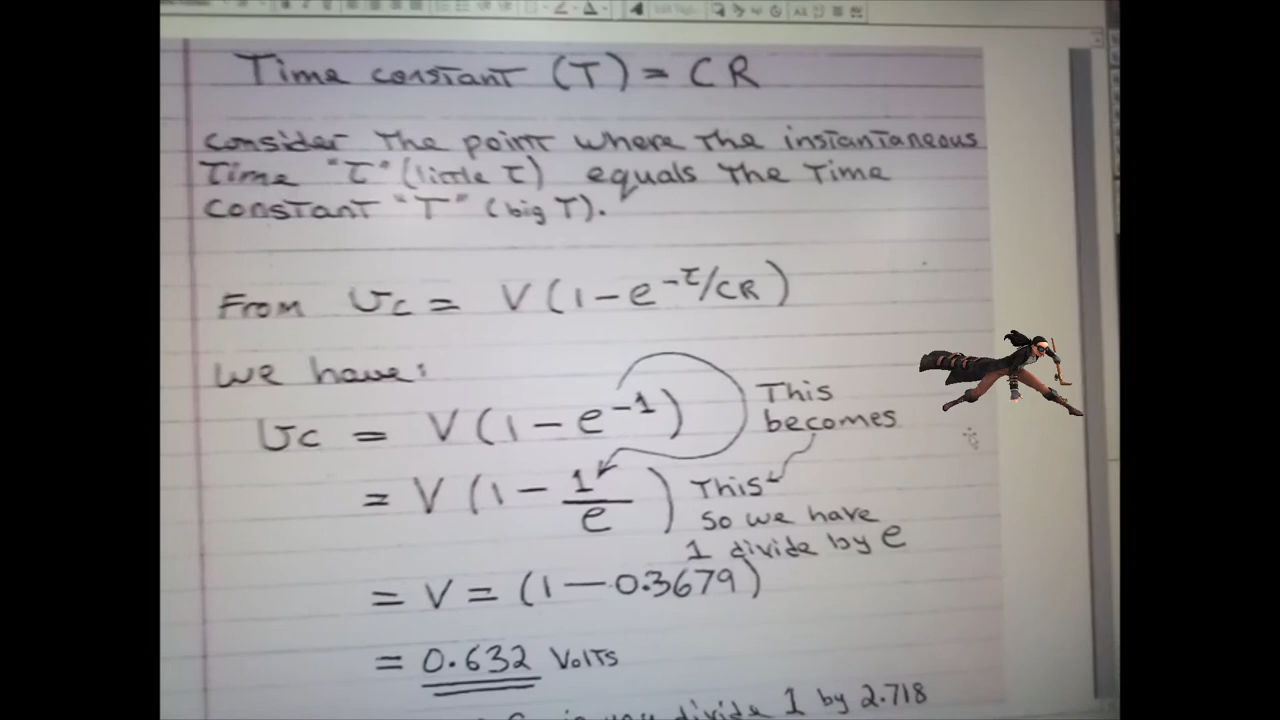 Time constant (T) = CR
consider the point where the instantaneous
Time "t" (little t) equals the Time
constant "T" (big T).
From Vc = V(1-e-t/CR)
we have:
Vc = V(1-e-1)
This
becomes
= V(1-1/e)
This
so we have
1 divide by e
= V = (1-0.3679)
= 0.632 Volts
you divide 1 by 2.718